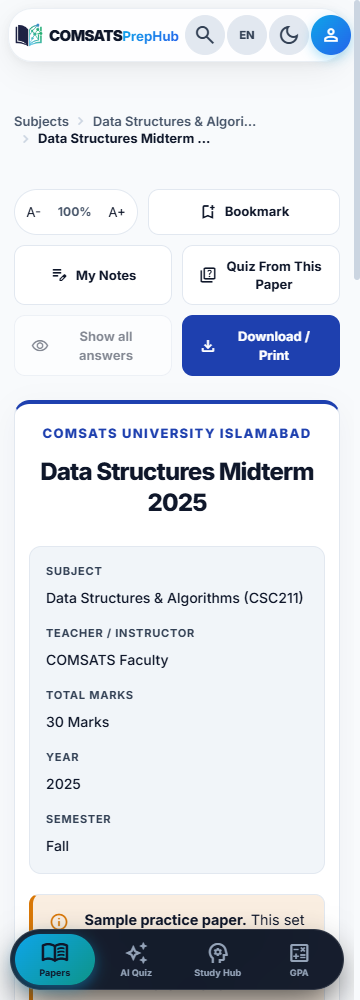 COMSATSPrepHub EN
Subjects > Data Structures & Algori...
> Data Structures Midterm ...
A- 100% A+ Bookmark
My Notes
Quiz From This
Paper
Show all
answers
Download /
Print
COMSATS UNIVERSITY ISLAMABAD
Data Structures Midterm
2025
SUBJECT
Data Structures & Algorithms (CSC211)
TEACHER / INSTRUCTOR
COMSATS Faculty
TOTAL MARKS
30 Marks
YEAR
2025
SEMESTER
Fall
Sample practice paper. This set
Papers AI Quiz Study Hub GPA